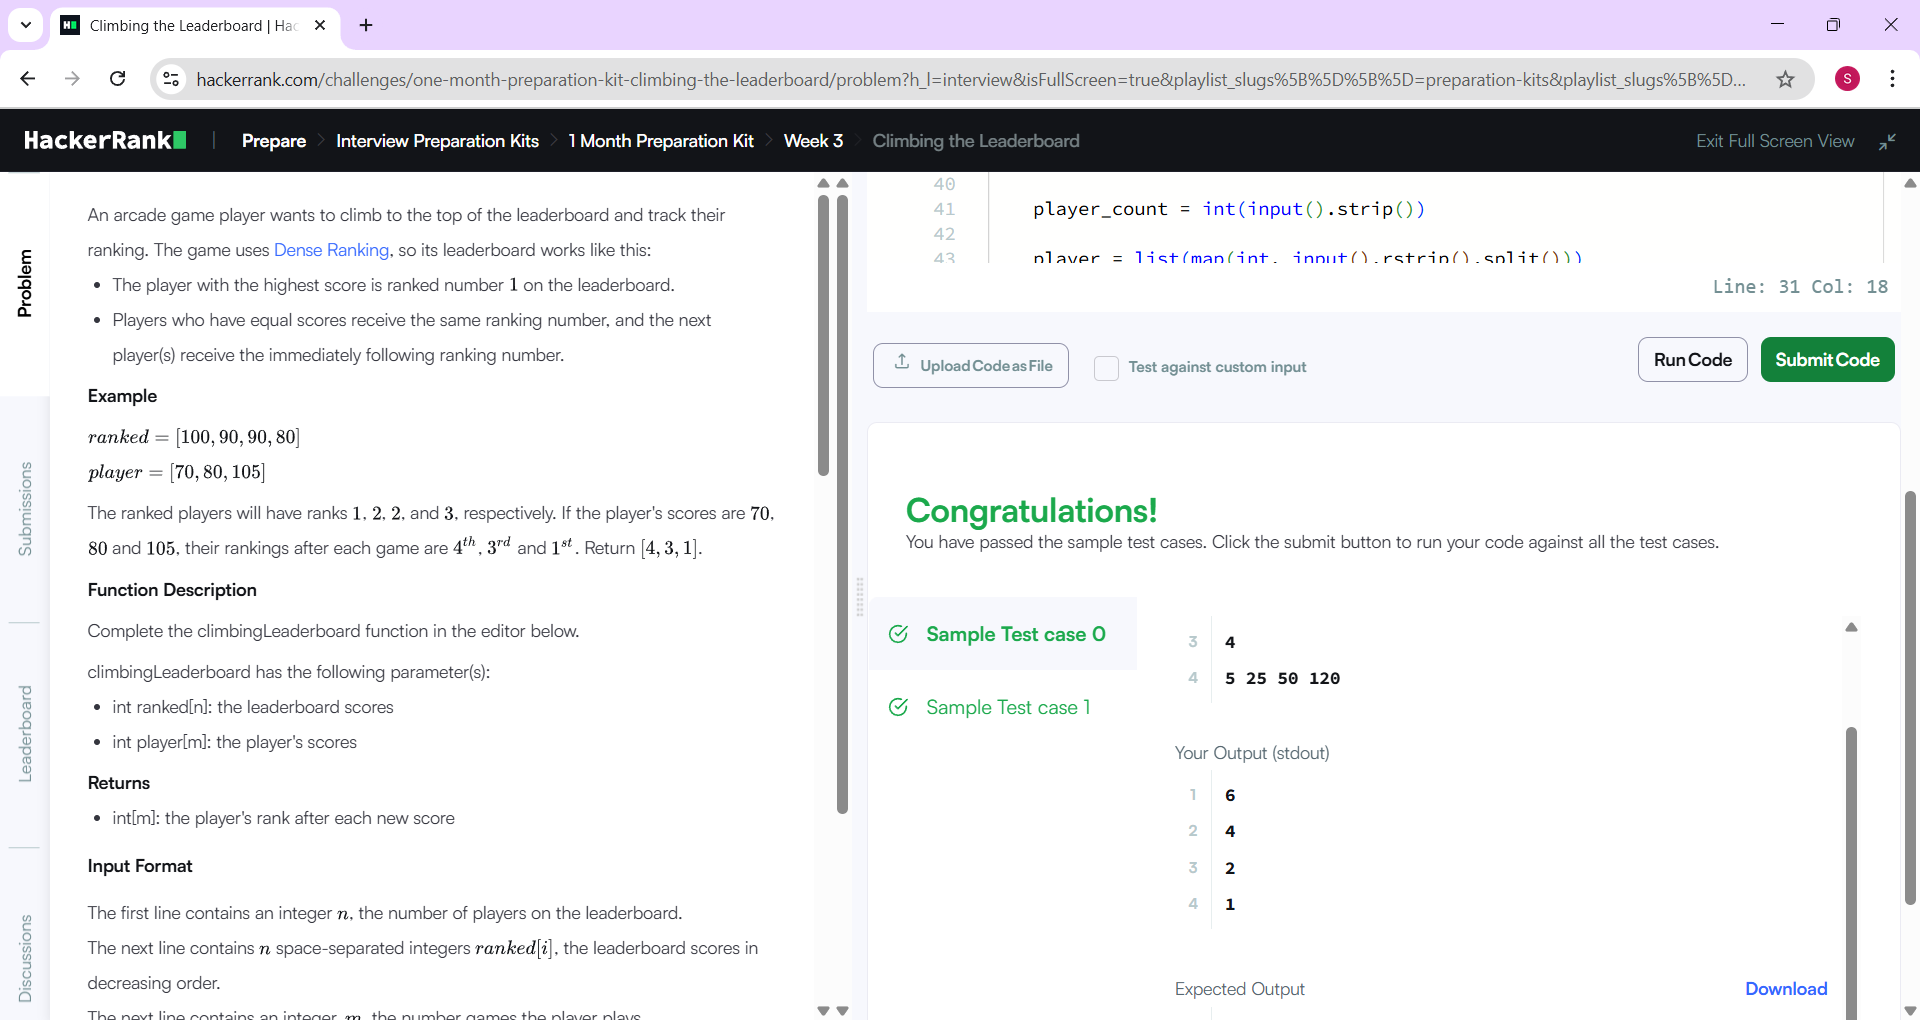 Climbing the Leaderboard | Hac
hackerrank.com/challenges/one-month-preparation-kit-climbing-the-leaderboard/problem?h_l=interview&isFullScreen=true&playlist_slugs%5B%5D%5B%5D=preparation-kits&playlist_slugs%5B%5D...
S
HackerRank
Prepare
Interview Preparation Kits
1 Month Preparation Kit
Week 3
Climbing the Leaderboard
Exit Full Screen View
Problem
Submissions
Leaderboard
Discussions
An arcade game player wants to climb to the top of the leaderboard and track their
ranking. The game uses Dense Ranking, so its leaderboard works like this:
• The player with the highest score is ranked number 1 on the leaderboard.
• Players who have equal scores receive the same ranking number, and the next
player(s) receive the immediately following ranking number.
Example
ranked = [100, 90, 90, 80]
player = [70, 80, 105]
The ranked players will have ranks 1, 2, 2, and 3, respectively. If the player's scores are 70,
80 and 105, their rankings after each game are 4th, 3rd and 1st. Return [4, 3, 1].
Function Description
Complete the climbingLeaderboard function in the editor below.
climbingLeaderboard has the following parameter(s):
• int ranked[n]: the leaderboard scores
• int player[m]: the player's scores
Returns
• int[m]: the player's rank after each new score
Input Format
The first line contains an integer n, the number of players on the leaderboard.
The next line contains n space-separated integers ranked[i], the leaderboard scores in
decreasing order.
The next line contains an integer, m, the number games the player plays.
40
41 player_count = int(input().strip())
42
43 player = list(map(int, input().rstrip().split()))
Line: 31 Col: 18
Upload Code as File
Test against custom input
Run Code
Submit Code
Congratulations!
You have passed the sample test cases. Click the submit button to run your code against all the test cases.
Sample Test case 0
Sample Test case 1
3 4
4 5 25 50 120
Your Output (stdout)
1 6
2 4
3 2
4 1
Expected Output
Download